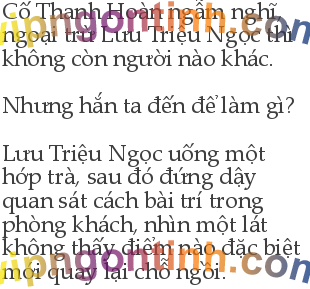 Cố Thanh Hoàn ngẫm nghĩ,
ngoại trừ Lưu Triệu Ngọc thì
không còn người nào khác.
Nhưng hắn ta đến để làm gì?
Lưu Triệu Ngọc uống một
hớp trà, sau đó đứng dậy
quan sát cách bài trí trong
phòng khách, nhìn một lát
không thấy điểm nào đặc biệt
mới quay lại chỗ ngồi.